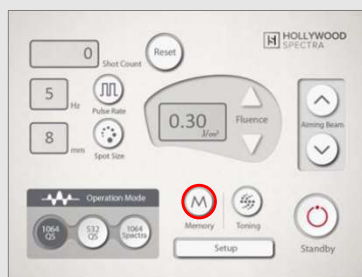 0
Shot Count
Reset
HOLLYWOOD
SPECTRA
5
Hz
Pulse Rate
0.30
J/cm²
Fluence
Aiming Beam
8
mm
Spot Size
Operation Mode
1064
QS
532
QS
1064
Spectra
M
Memory
Toning
Setup
Standby